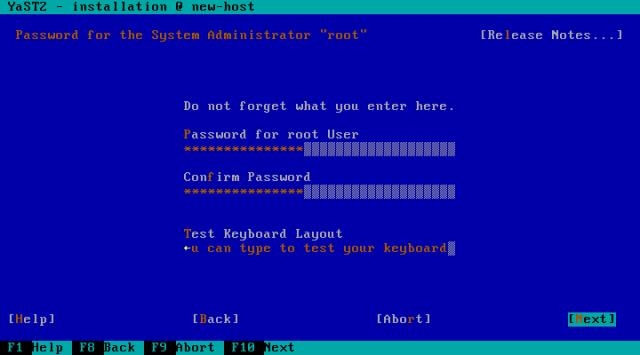 YaST2 - installation @ new-host
Password for the System Administrator "root" [Release Notes...]
Do not forget what you enter here.
Password for root User
***************
Confirm Password
***************
Test Keyboard Layout
←u can type to test your keyboard
[Help] [Back] [Abort] [Next]
F1 Help F8 Back F9 Abort F10 Next